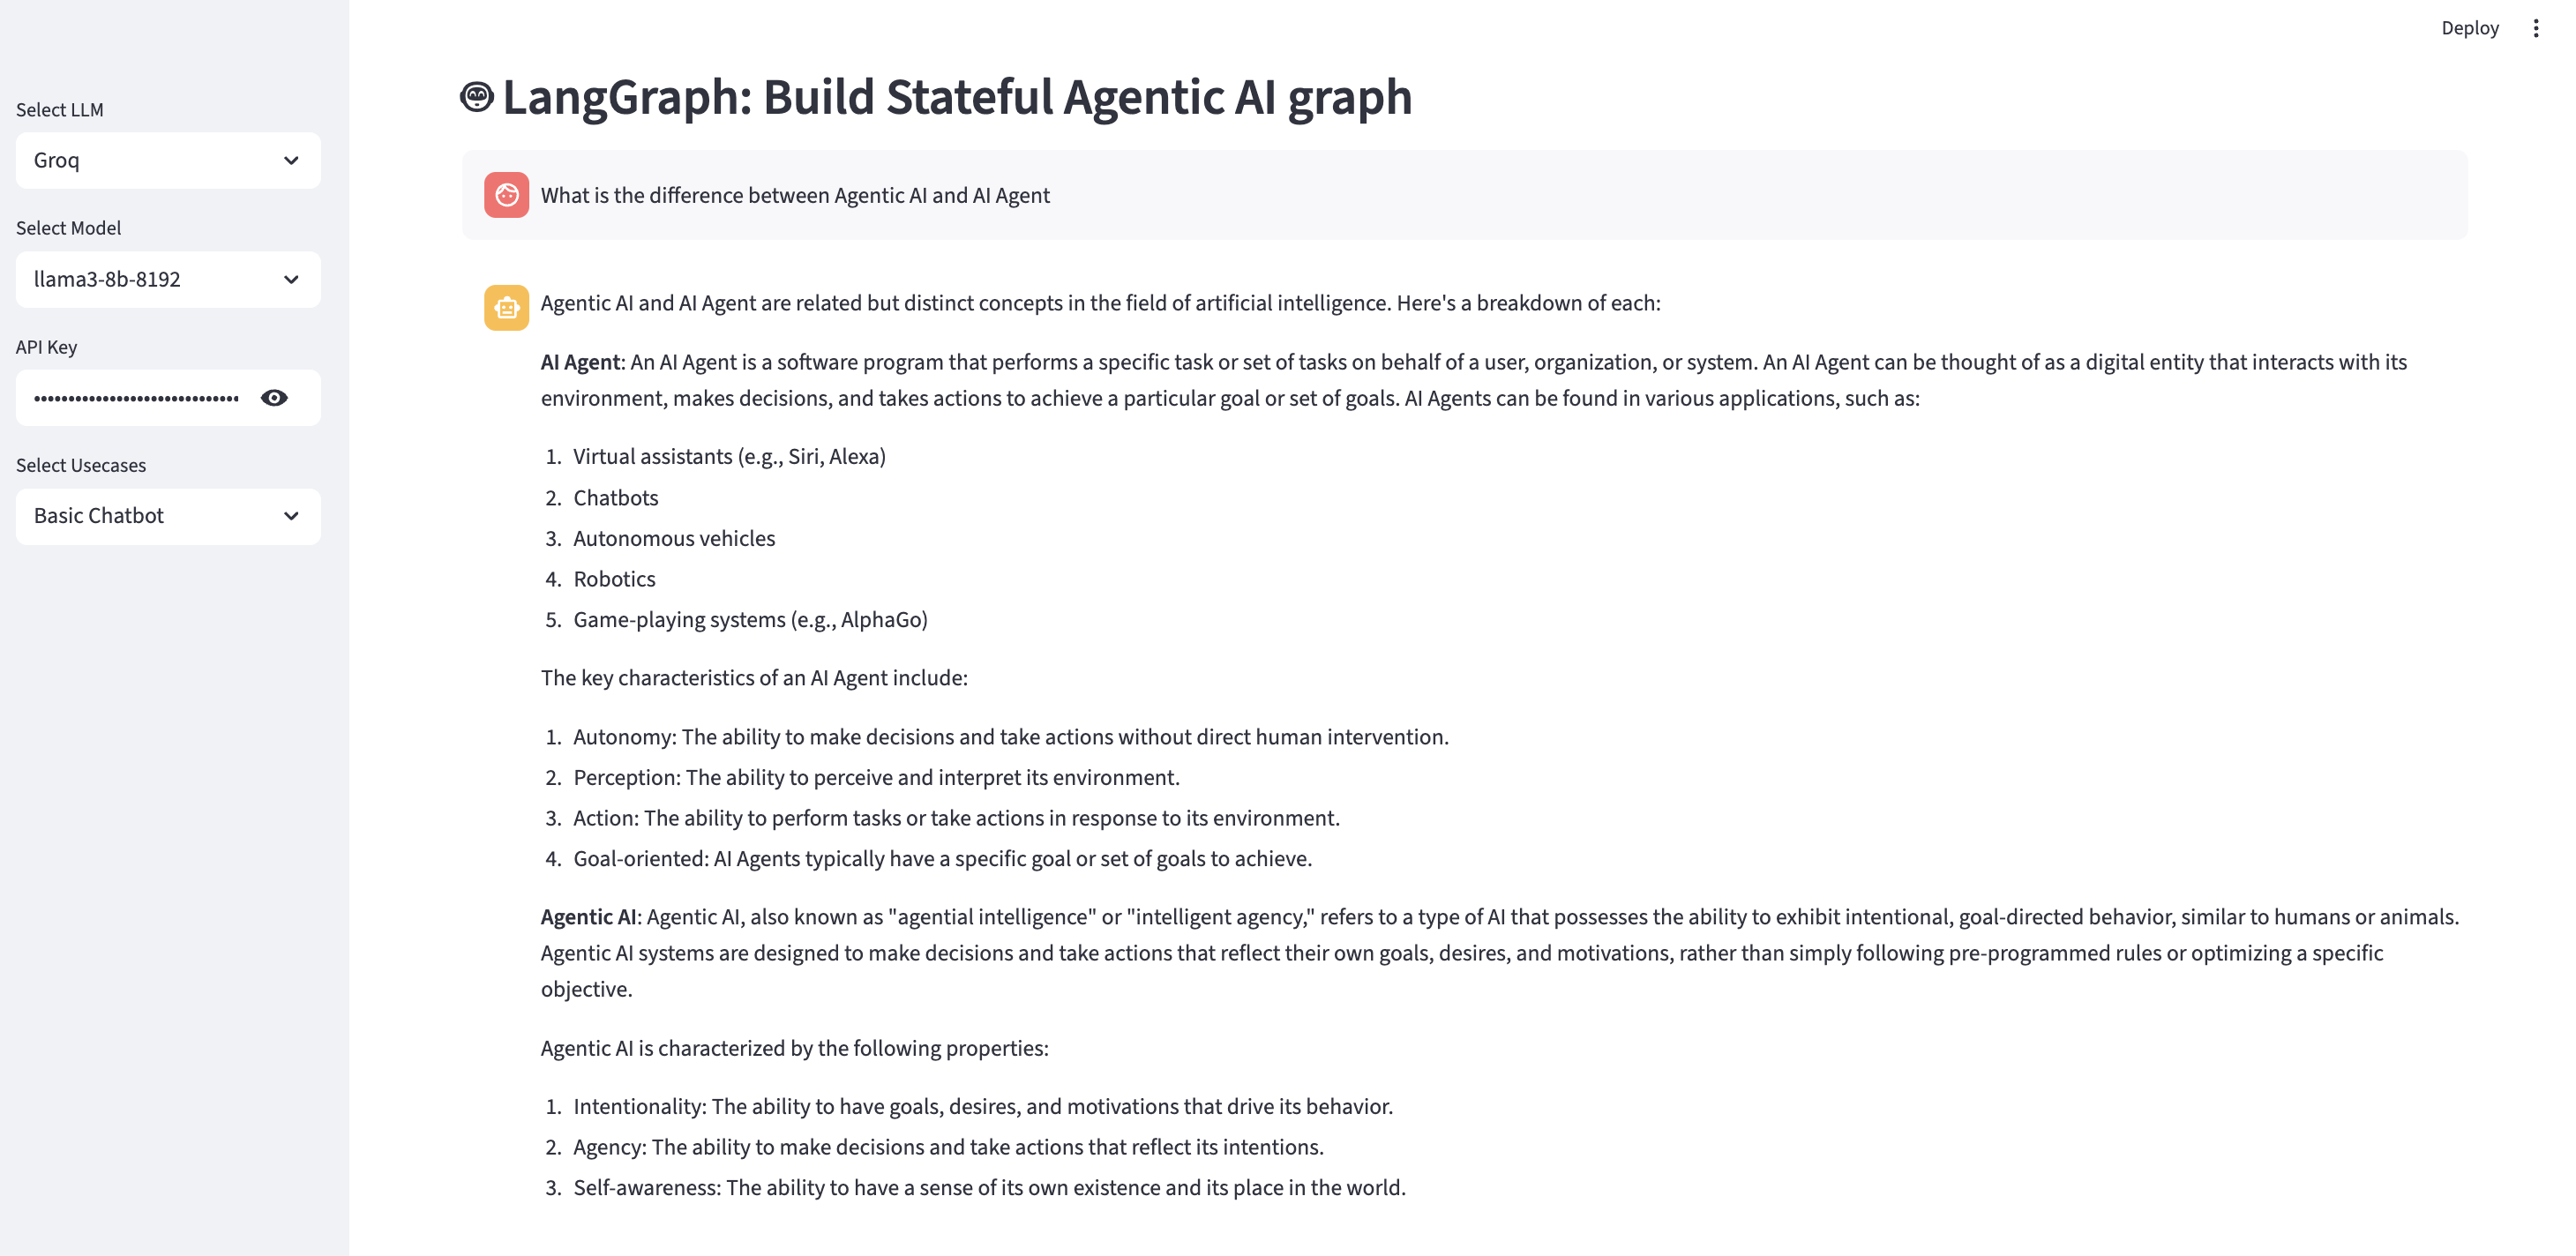 Deploy
Select LLM
Groq
Select Model
llama3-8b-8192
API Key
Select Usecases
Basic Chatbot
LangGraph: Build Stateful Agentic AI graph
What is the difference between Agentic AI and AI Agent
Agentic AI and AI Agent are related but distinct concepts in the field of artificial intelligence. Here's a breakdown of each:
AI Agent: An AI Agent is a software program that performs a specific task or set of tasks on behalf of a user, organization, or system. An AI Agent can be thought of as a digital entity that interacts with its
environment, makes decisions, and takes actions to achieve a particular goal or set of goals. AI Agents can be found in various applications, such as:
1. Virtual assistants (e.g., Siri, Alexa)
2. Chatbots
3. Autonomous vehicles
4. Robotics
5. Game-playing systems (e.g., AlphaGo)
The key characteristics of an AI Agent include:
1. Autonomy: The ability to make decisions and take actions without direct human intervention.
2. Perception: The ability to perceive and interpret its environment.
3. Action: The ability to perform tasks or take actions in response to its environment.
4. Goal-oriented: AI Agents typically have a specific goal or set of goals to achieve.
Agentic AI: Agentic AI, also known as "agential intelligence" or "intelligent agency," refers to a type of AI that possesses the ability to exhibit intentional, goal-directed behavior, similar to humans or animals.
Agentic AI systems are designed to make decisions and take actions that reflect their own goals, desires, and motivations, rather than simply following pre-programmed rules or optimizing a specific
objective.
Agentic AI is characterized by the following properties:
1. Intentionality: The ability to have goals, desires, and motivations that drive its behavior.
2. Agency: The ability to make decisions and take actions that reflect its intentions.
3. Self-awareness: The ability to have a sense of its own existence and its place in the world.